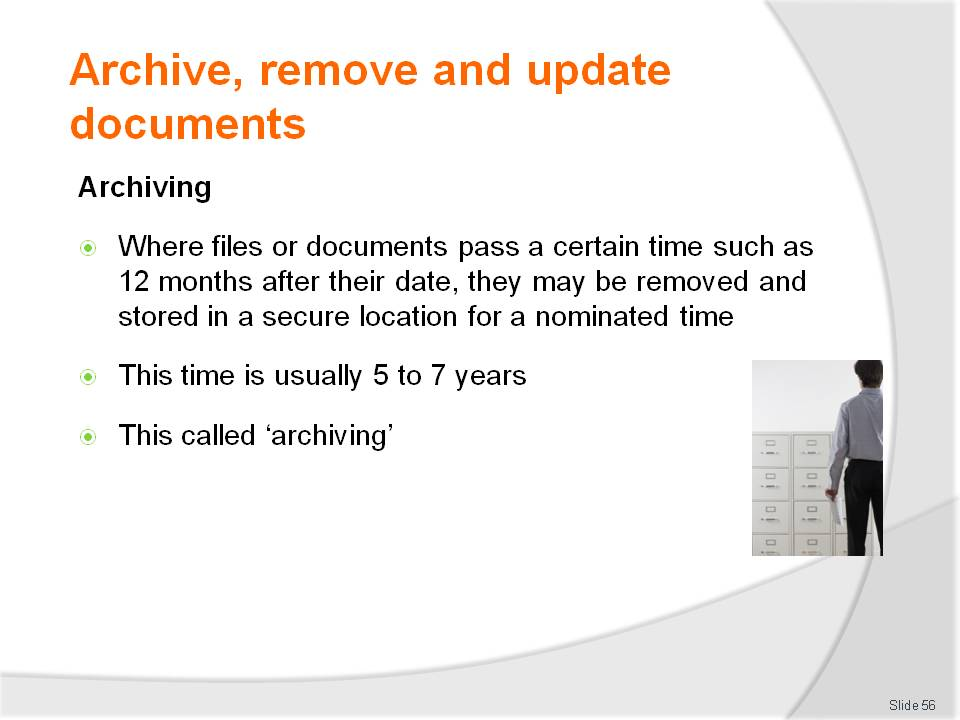 Archive, remove and update
documents
Archiving
Where files or documents pass a certain time such as
12 months after their date, they may be removed and
stored in a secure location for a nominated time
This time is usually 5 to 7 years
This called ‘archiving’
Slide 56